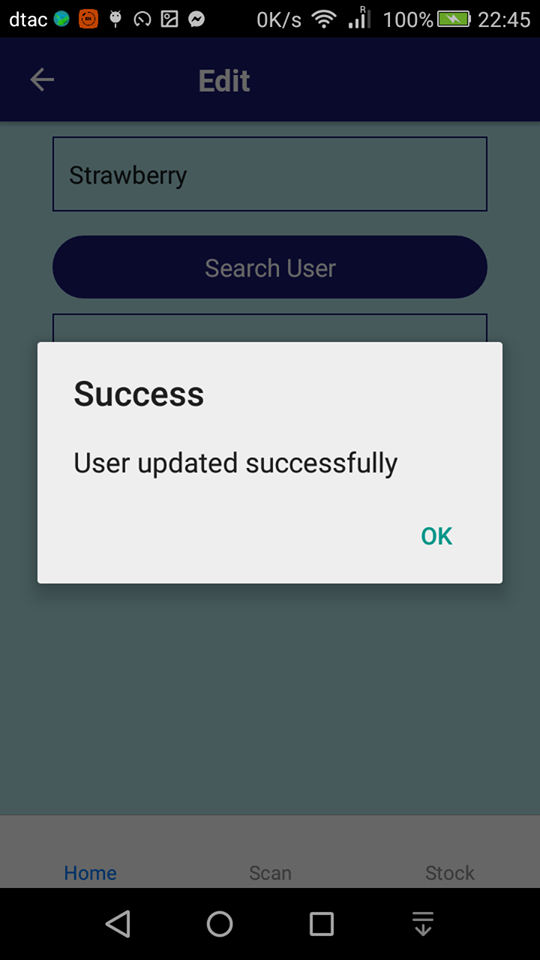 dtac 0K/s R 100% 22:45
Edit
Strawberry
Search User
Success
User updated successfully
OK
Home Scan Stock